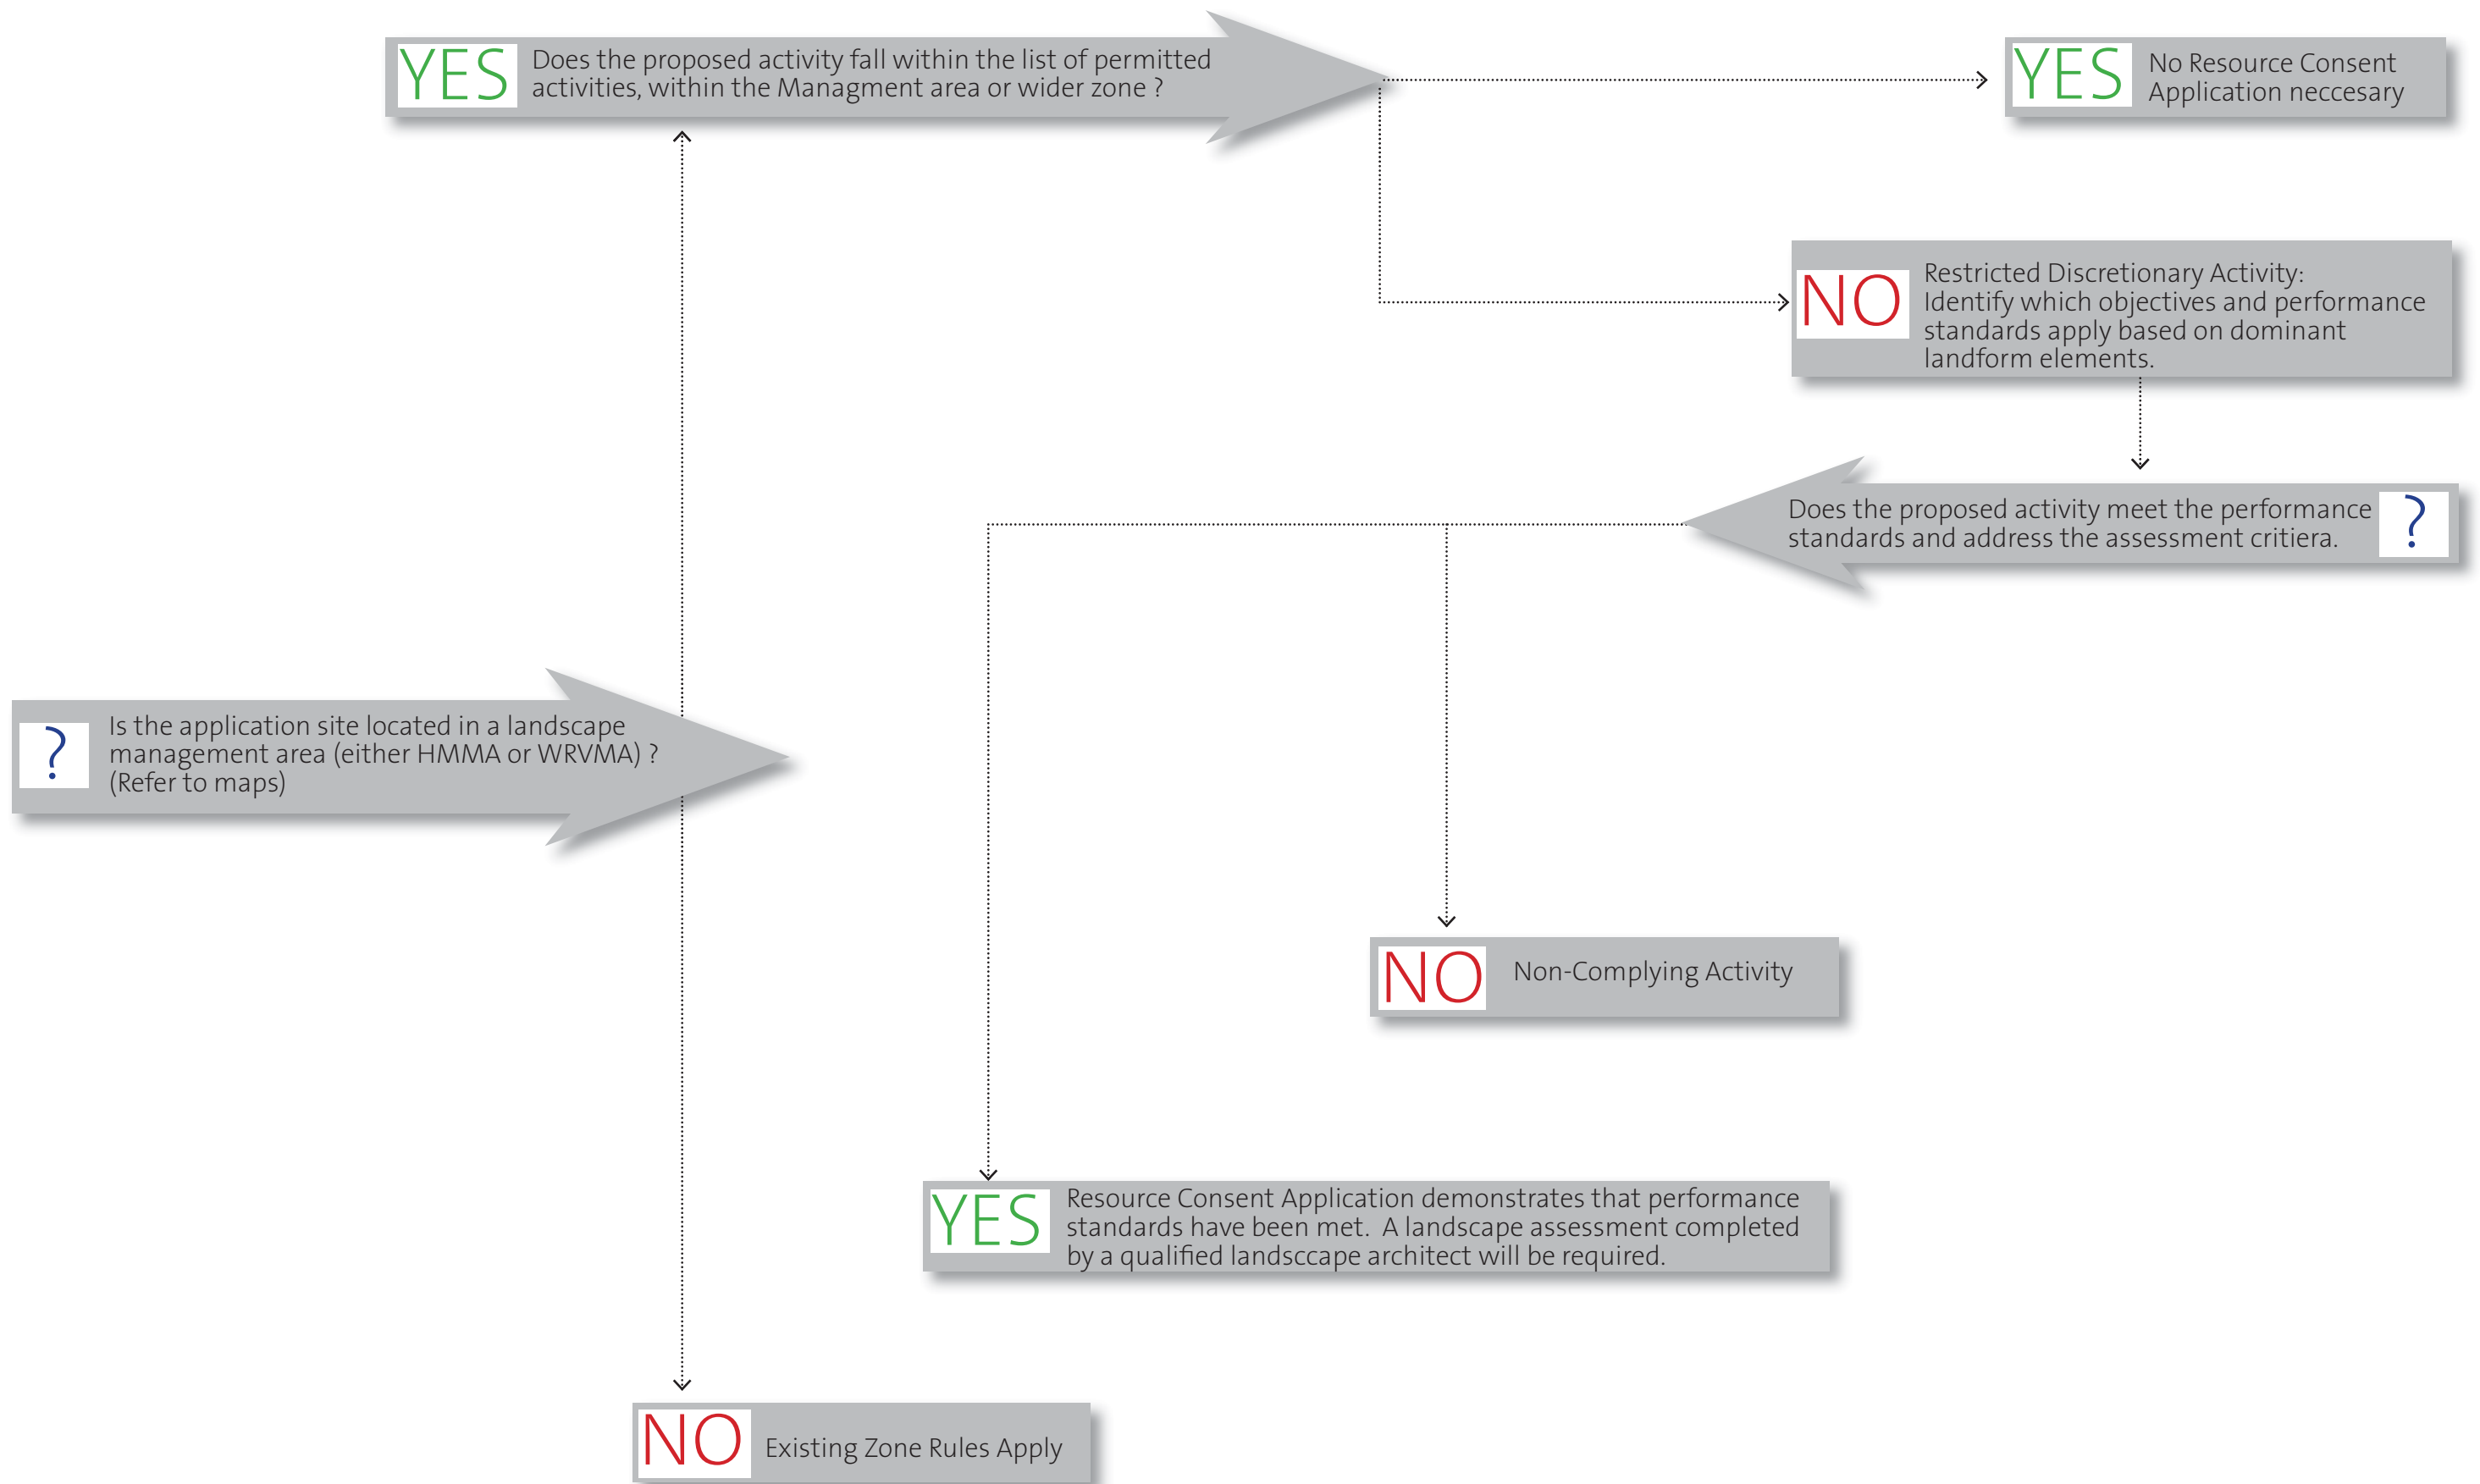 YES
Does the proposed activity fall within the list of permitted
activities, within the Managment area or wider zone ?
YES
No Resource Consent
Application neccesary
NO
Restricted Discretionary Activity:
Identify which objectives and performance
standards apply based on dominant
landform elements.
Does the proposed activity meet the performance
standards and address the assessment critiera.
?
?
Is the application site located in a landscape
management area (either HMMA or WRVMA) ?
(Refer to maps)
NO
Non-Complying Activity
YES
Resource Consent Application demonstrates that performance
standards have been met.  A landscape assessment completed
by a qualified landsccape architect will be required.
NO
Existing Zone Rules Apply